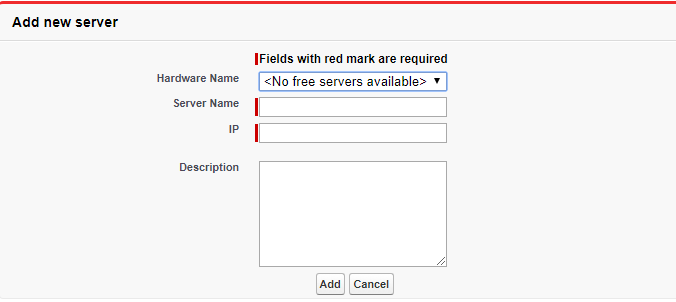 Add new server
Fields with red mark are required
Hardware Name <No free servers available>
Server Name
IP
Description
Add Cancel